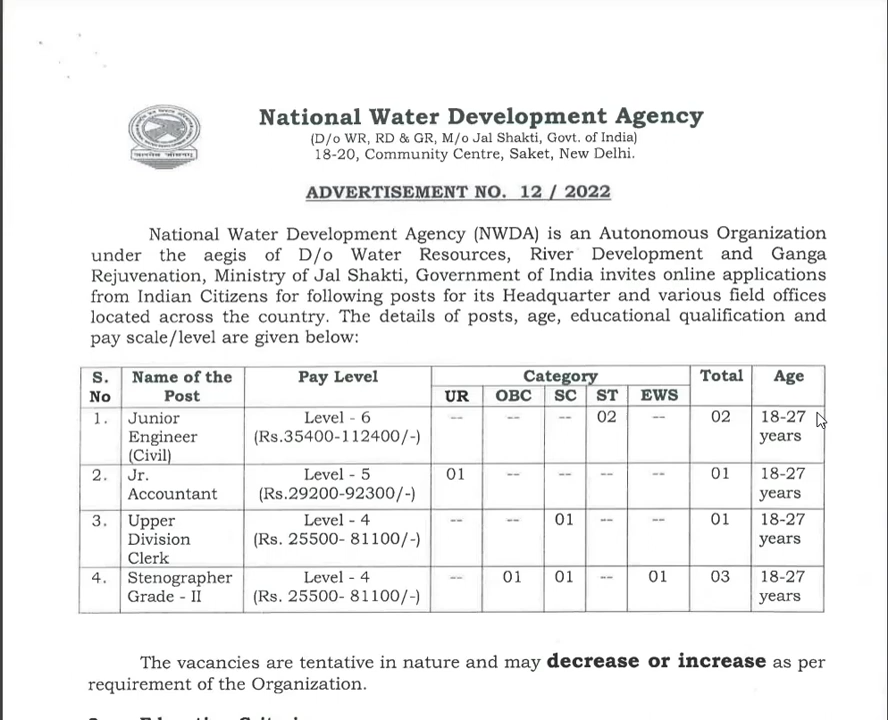 National Water Development Agency
(D/o WR, RD & GR, M/o Jal Shakti, Govt. of India)
18-20, Community Centre, Saket, New Delhi.
ADVERTISEMENT NO. 12 / 2022
National Water Development Agency (NWDA) is an Autonomous Organization
under the aegis of D/o Water Resources, River Development and Ganga
Rejuvenation, Ministry of Jal Shakti, Government of India invites online applications
from Indian Citizens for following posts for its Headquarter and various field offices
located across the country. The details of posts, age, educational qualification and
pay scale/level are given below:
S. Name of the Pay Level Category Total Age
No Post UR OBC SC ST EWS
1. Junior Level - 6 -- -- -- 02 -- 02 18-27
Engineer (Rs.35400-112400/-) years
(Civil)
2. Jr. Level - 5 01 -- -- -- -- 01 18-27
Accountant (Rs.29200-92300/-) years
3. Upper Level - 4 -- -- 01 -- -- 01 18-27
Division (Rs. 25500- 81100/-) years
Clerk
4. Stenographer Level - 4 -- 01 01 -- 01 03 18-27
Grade - II (Rs. 25500- 81100/-) years
The vacancies are tentative in nature and may decrease or increase as per
requirement of the Organization.